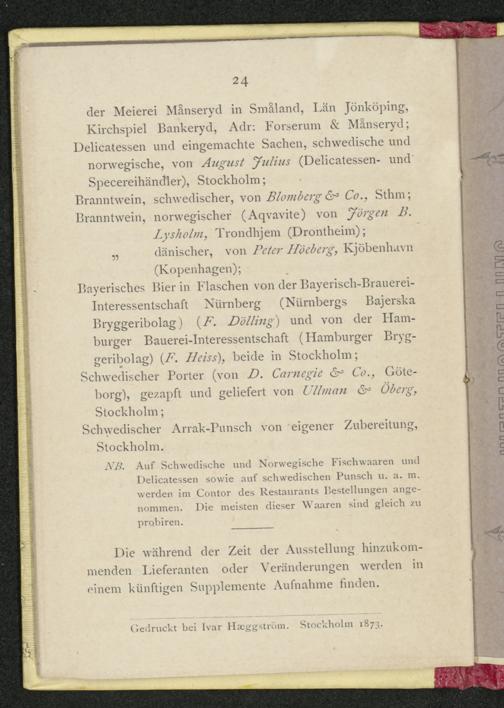 24
der Meierei Månseryd in Småland, Län Jönköping,
Kirchspiel Bankeryd, Adr: Forserum & Månseryd;
Delicatessen und eingemachte Sachen, schwedische und
norwegische, von August Julius (Delicatessen- und
Specereihändler), Stockholm;
Branntwein, schwedischer, von Blomberg & Co., Sthm;
Branntwein, norwegischer (Aqvavite) von Jörgen B.
Lysholm, Trondhjem (Drontheim);
„ dänischer, von Peter Höeberg, Kjöbenhavn
(Kopenhagen);
Bayerisches Bier in Flaschen von der Bayerisch-Brauerei-
Interessentschaft Nürnberg (Nürnbergs Bajerska
Bryggeribolag) (F. Dölling) und von der Ham-
burger Bauerei-Interessentschaft (Hamburger Bryg-
geribolag) (F. Heiss), beide in Stockholm;
Schwedischer Porter (von D. Carnegie & Co., Göte-
borg), gezapft und geliefert von Ullman & Öberg,
Stockholm;
Schwedischer Arrak-Punsch von eigener Zubereitung,
Stockholm.
NB. Auf Schwedische und Norwegische Fischwaaren und
Delicatessen sowie auf schwedischen Punsch u. a. m.
werden im Contor des Restaurants Bestellungen ange-
nommen. Die meisten dieser Waaren sind gleich zu
probiren.
Die während der Zeit der Ausstellung hinzukom-
menden Lieferanten oder Veränderungen werden in
einem künftigen Supplemente Aufnahme finden.
Gedruckt bei Ivar Hæggström. Stockholm 1873.